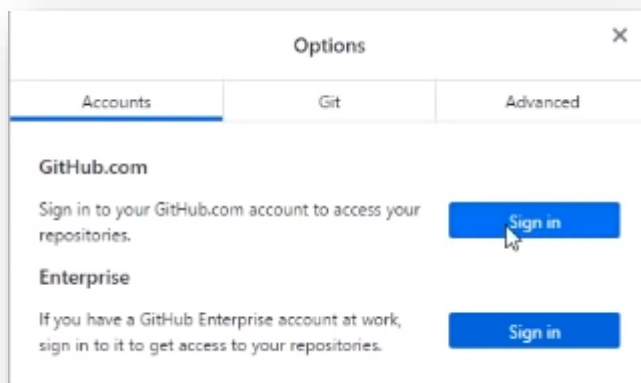 Options
Accounts Git Advanced
GitHub.com
Sign in to your GitHub.com account to access your
repositories.
Sign in
Enterprise
If you have a GitHub Enterprise account at work,
sign in to it to get access to your repositories.
Sign in